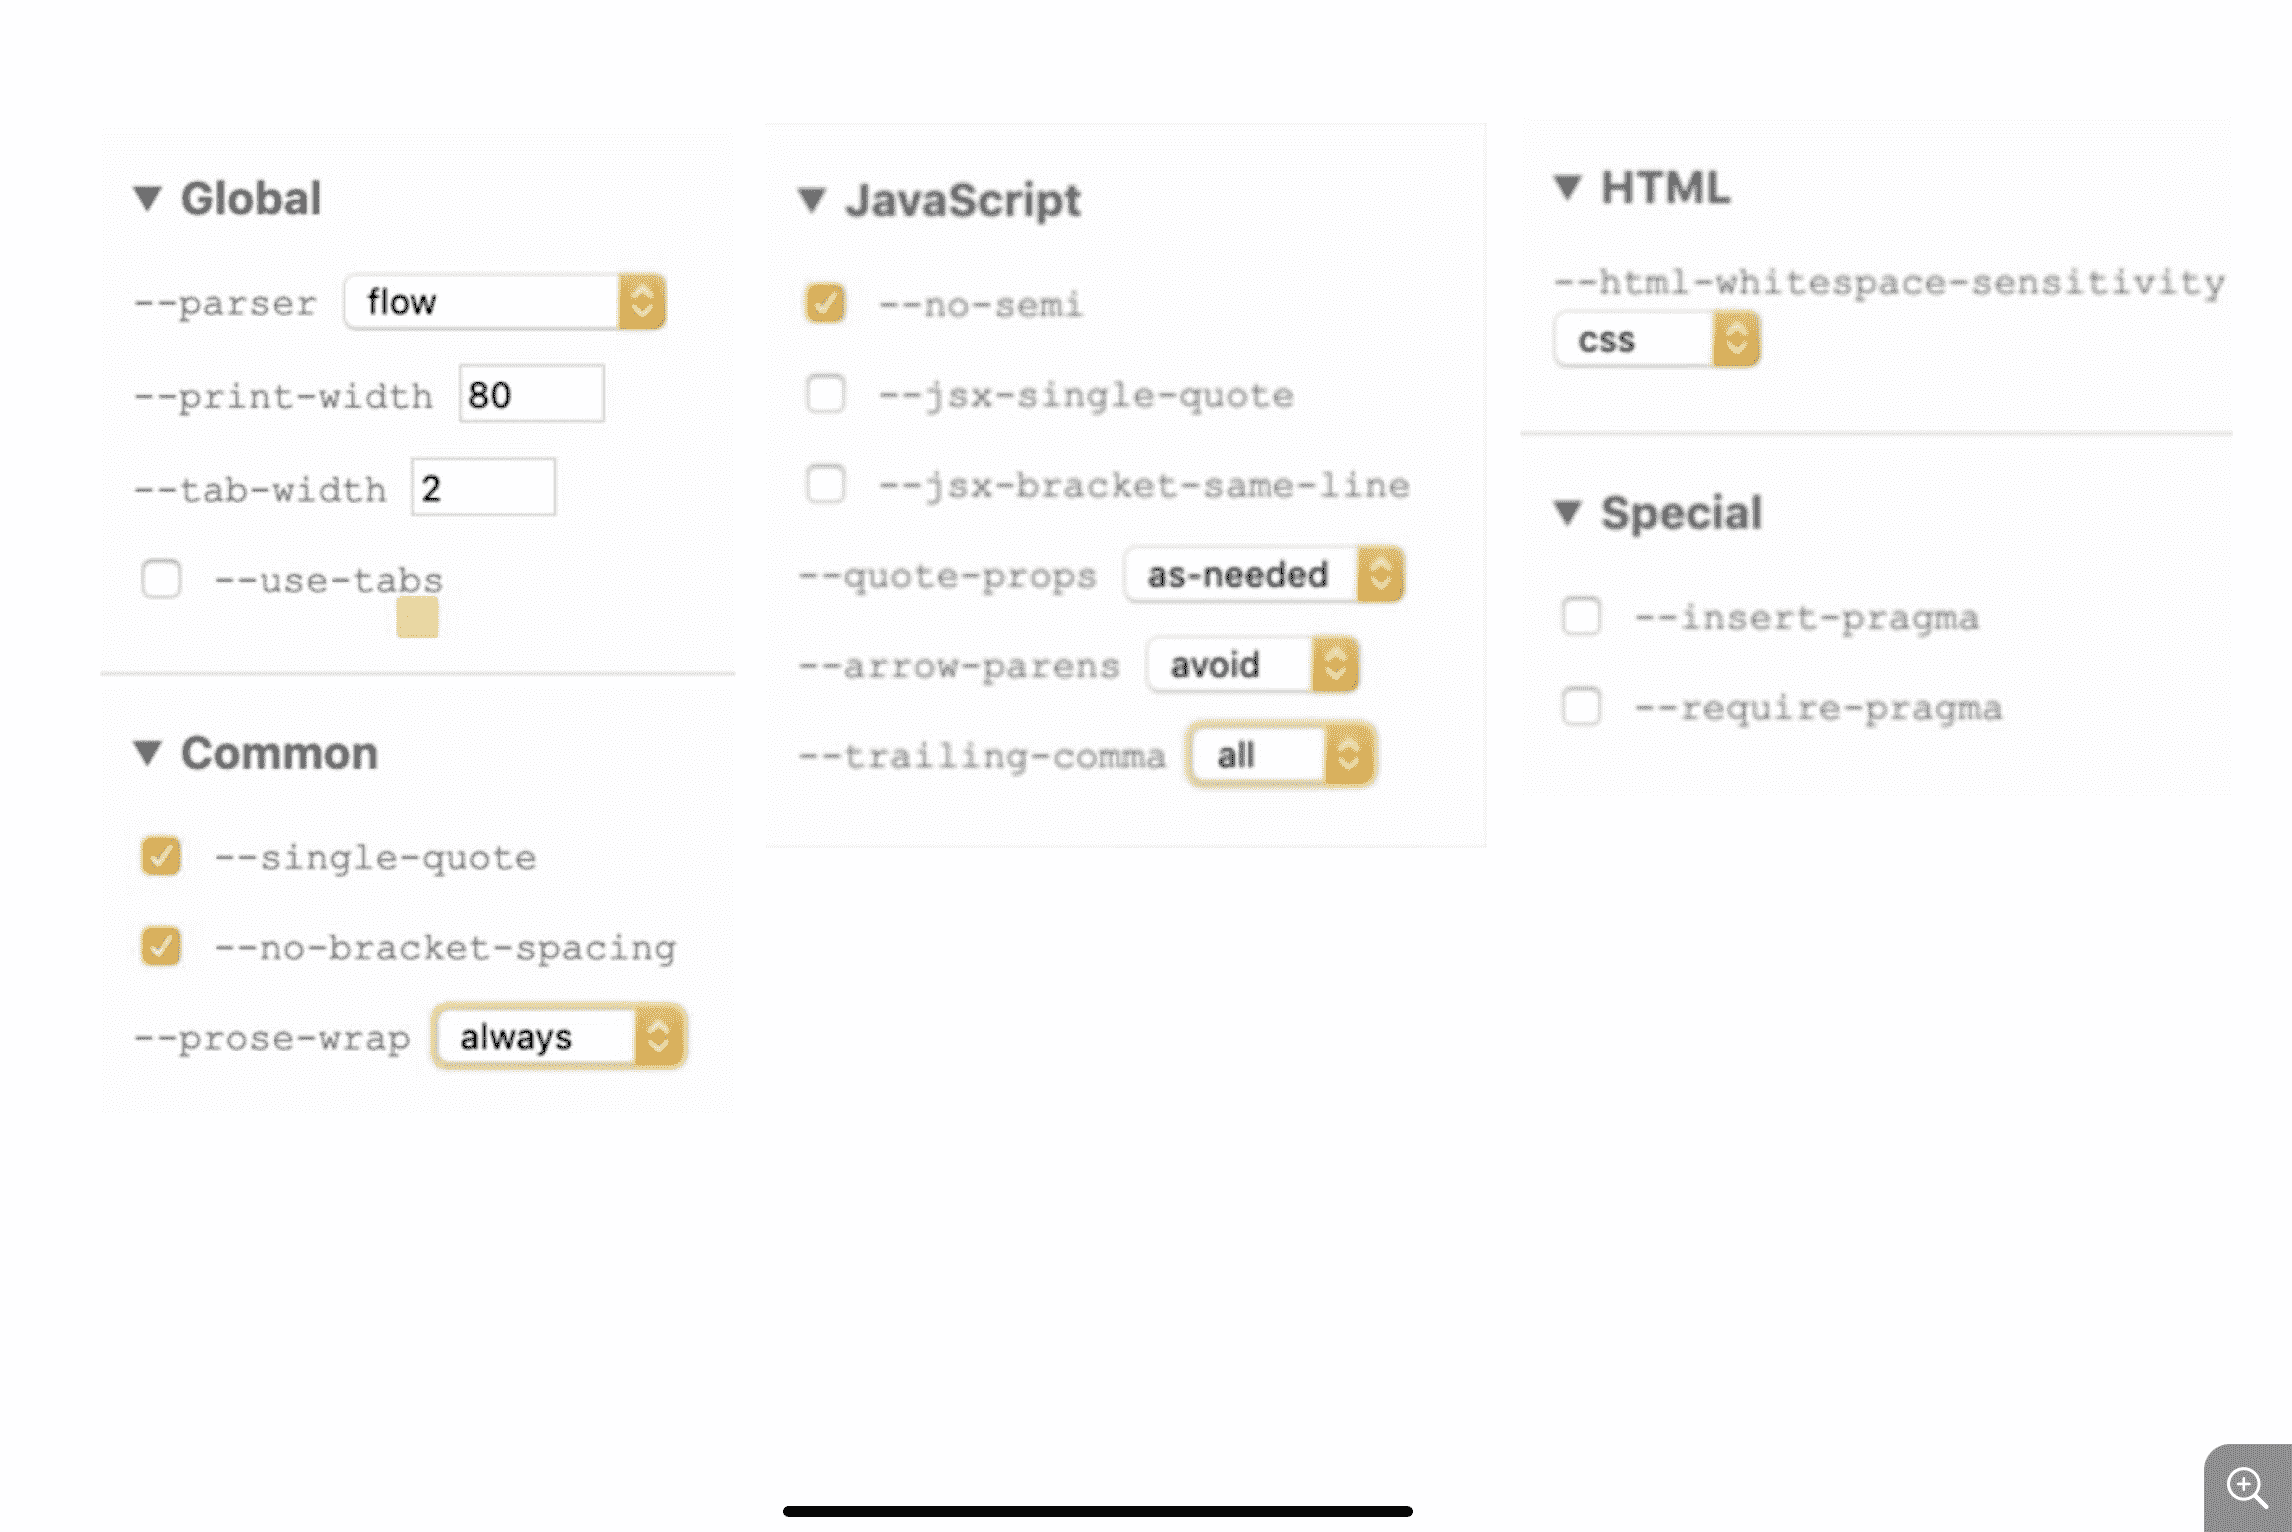 Global
--parser flow
--print-width 80
--tab-width 2
--use-tabs
Common
--single-quote
--no-bracket-spacing
--prose-wrap always
JavaScript
--no-semi
--jsx-single-quote
--jsx-bracket-same-line
--quote-props as-needed
--arrow-parens avoid
--trailing-comma all
HTML
--html-whitespace-sensitivity
css
Special
--insert-pragma
--require-pragma